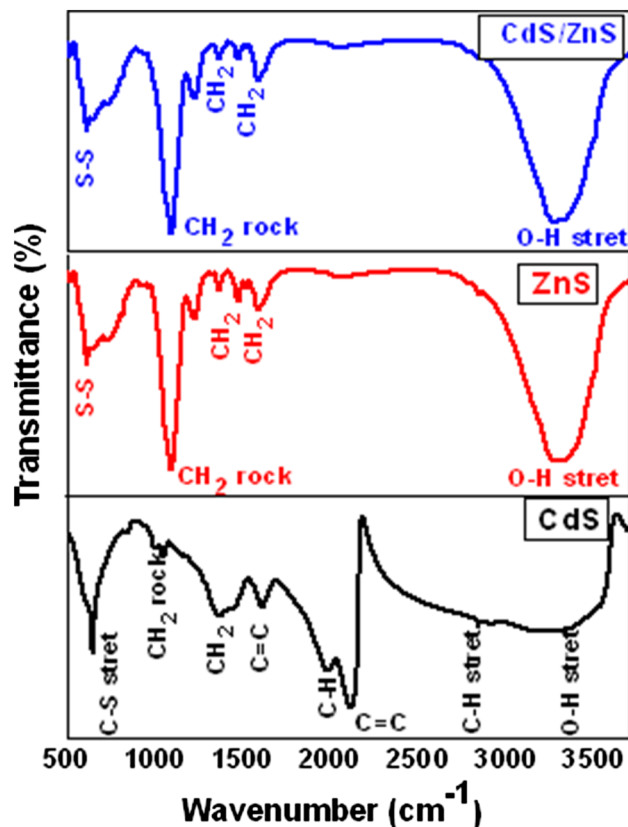 CdS/ZnS
CH2
CH2
S-S
CH2 rock
O-H stret
ZnS
CH2
CH2
S-S
CH2 rock
O-H stret
CdS
C-S stret
CH2 rock
CH2
C=C
C-H
C=C
C-H stret
O-H stret
Transmittance (%)
500 1000 1500 2000 2500 3000 3500
Wavenumber (cm-1)